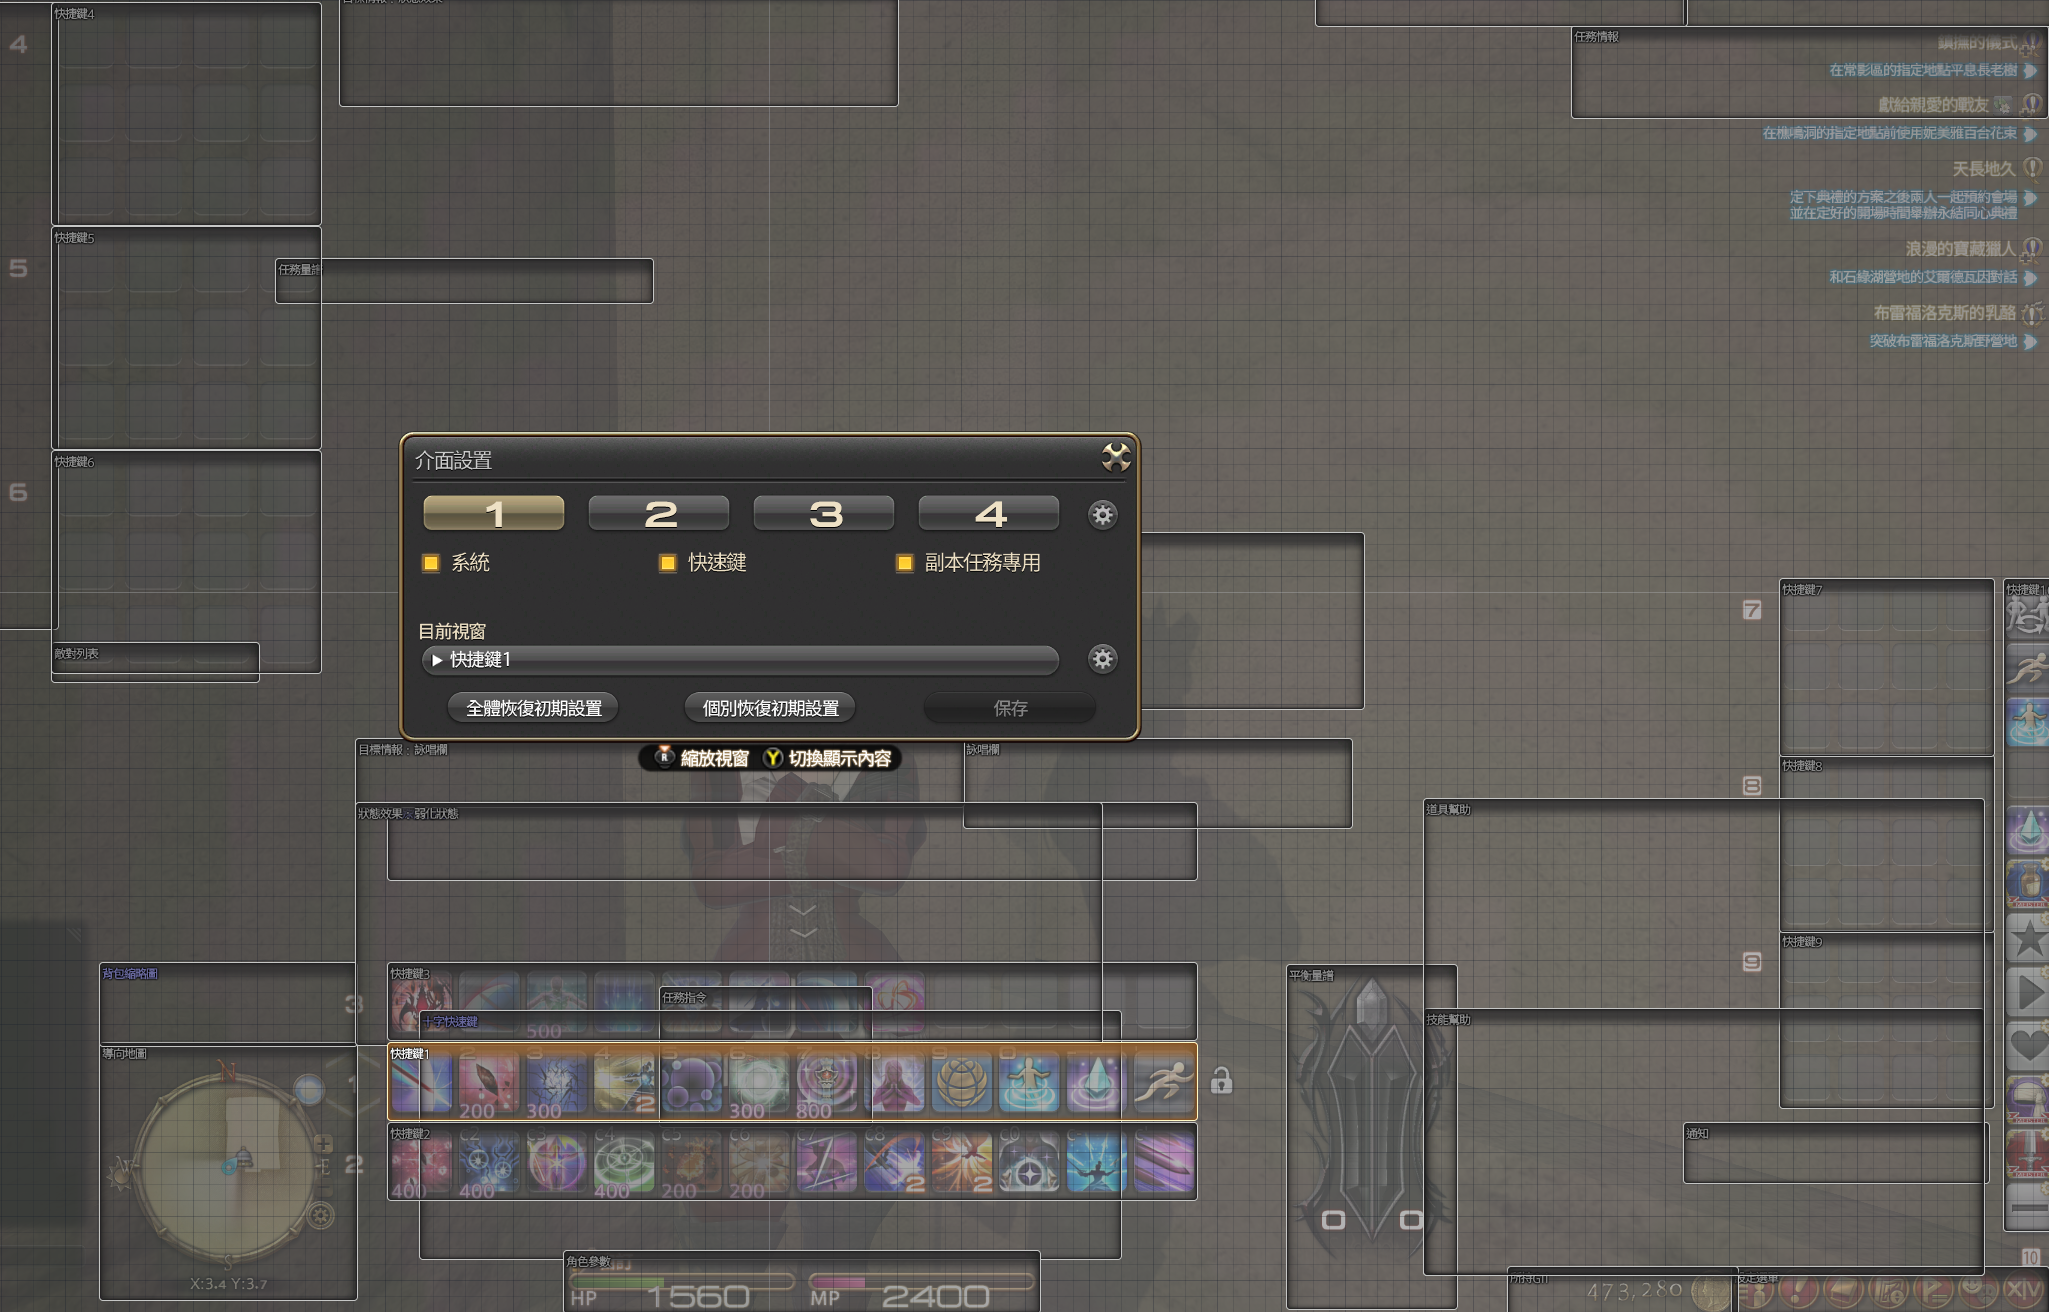 快捷鍵4
4
任務情報
鎮撫的儀式
在常影區的指定地點平息長老樹
獻給親愛的戰友
在樵鳴洞的指定地點前使用妮美雅百合花束
天長地久
定下典禮的方案之後兩人一起預約會場
並在定好的開場時間舉辦永結同心典禮
浪漫的寶藏獵人
和石綠湖營地的艾爾德瓦因對話
布雷福洛克斯的乳酪
突破布雷福洛克斯野營地
快捷鍵5
5
任務量譜
快捷鍵6
6
敵對列表
介面設置
1 2 3 4
系統 快速鍵 副本任務專用
目前視窗
快捷鍵1
全體恢復初期設置 個別恢復初期設置 保存
R 縮放視窗 Y 切換顯示內容
目標情報：詠唱欄
詠唱欄
狀態效果：弱化狀態
快捷鍵7
7
快捷鍵8
8
道具幫助
快捷鍵9
9
背包縮略圖
快捷鍵3
3
500
任務指令
十字快速鍵
平衡量譜
技能幫助
導向地圖
快捷鍵1
1
200 300 2 300 800
快捷鍵2
2
400 400 400 200 200 2 2
N
W
E
S
X:3.4 Y:3.7
0 0
通知
角色參數
HP 1560 MP 2400
473,280
10